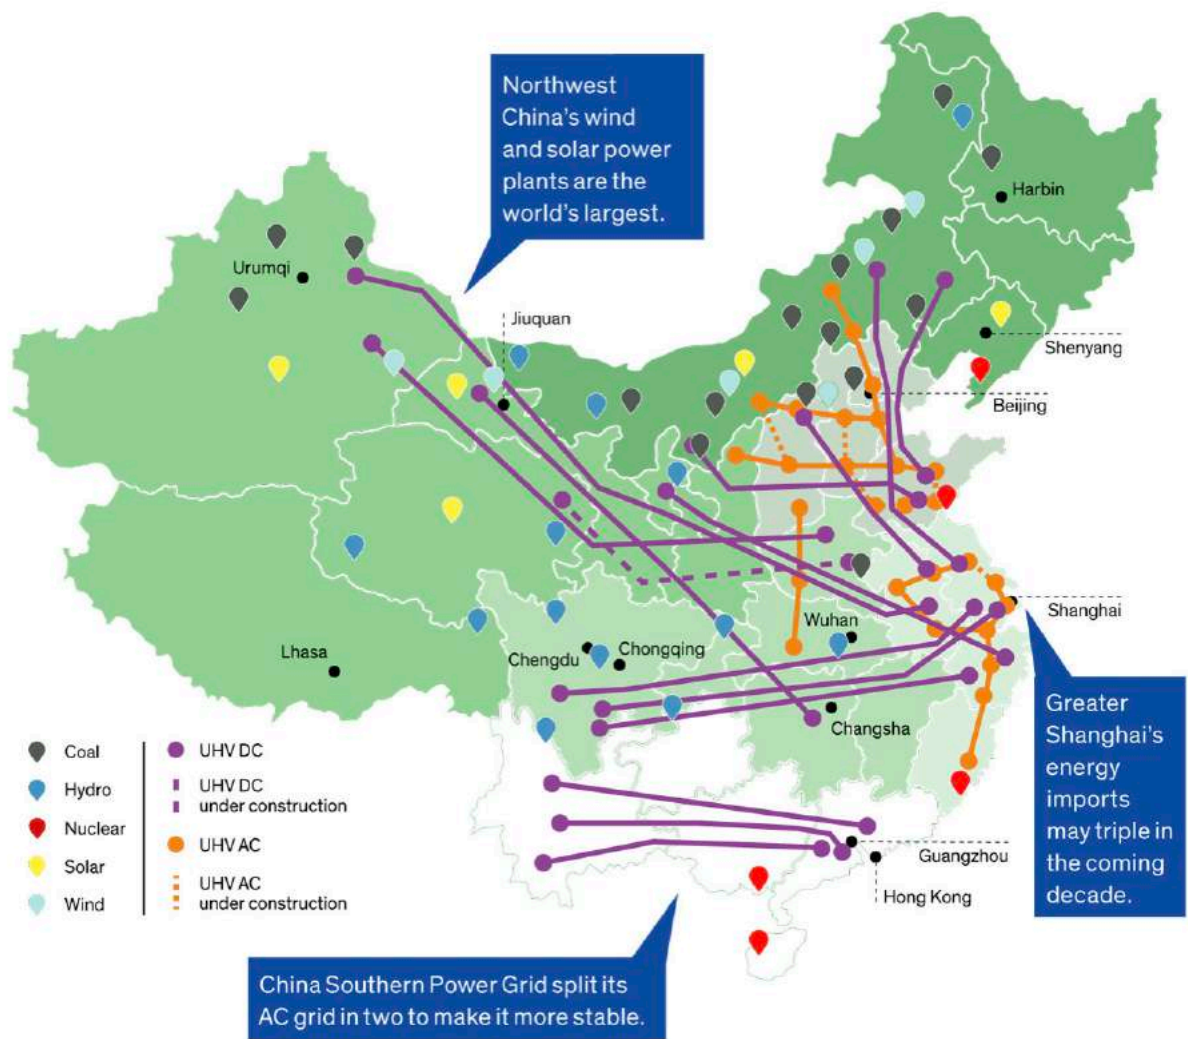 Northwest
China's wind
and solar power
plants are the
world's largest.
Harbin
Urumqi
Jiuquan
Shenyang
Beijing
Shanghai
Wuhan
Lhasa
Chengdu
Chongqing
Changsha
Greater
Shanghai's
energy
imports
may triple in
the coming
decade.
Coal
Hydro
Nuclear
Solar
Wind
UHV DC
UHV DC
under construction
UHV AC
UHV AC
under construction
Guangzhou
Hong Kong
China Southern Power Grid split its
AC grid in two to make it more stable.